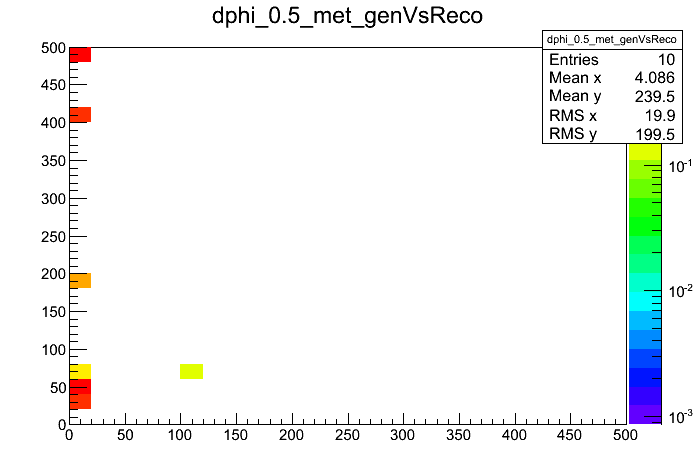 dphi_0.5_met_genVsReco
dphi_0.5_met_genVsReco
Entries 10
Mean x 4.086
Mean y 239.5
RMS x 19.9
RMS y 199.5
500
450
400
350
300
250
200
150
100
50
0
0 50 100 150 200 250 300 350 400 450 500
10⁻¹
10⁻²
10⁻³